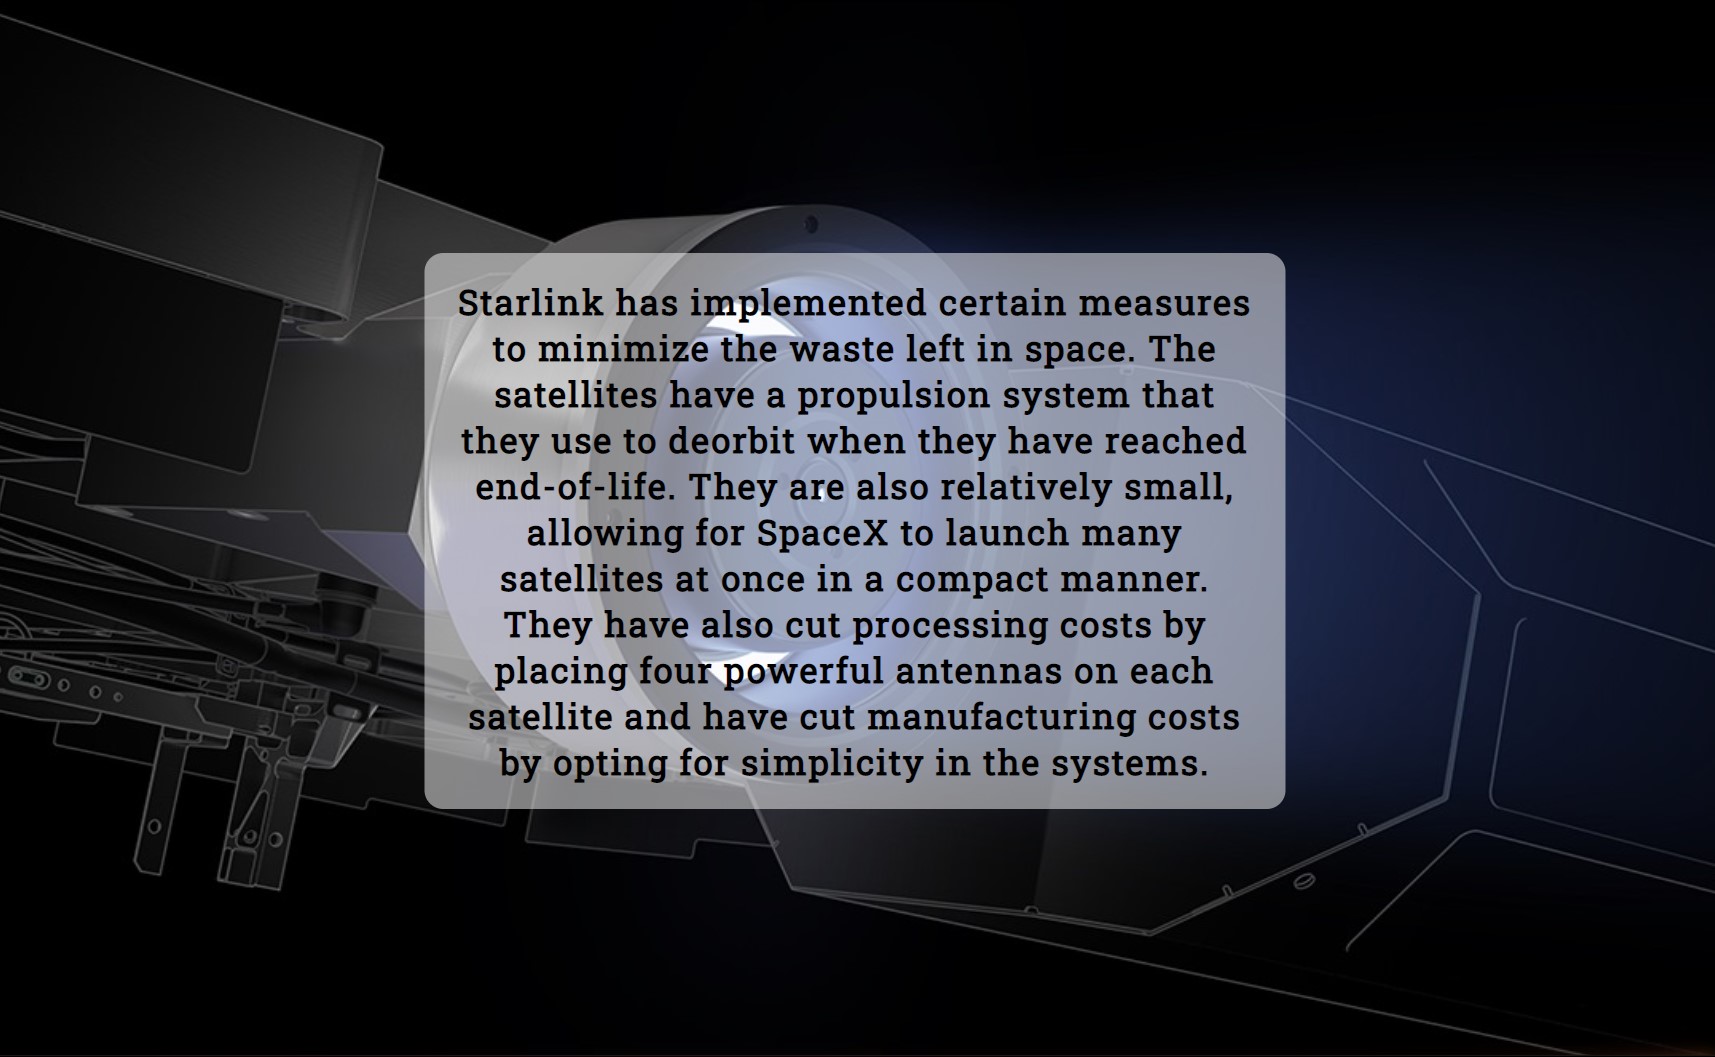 Starlink has implemented certain measures
to minimize the waste left in space. The
satellites have a propulsion system that
they use to deorbit when they have reached
end-of-life. They are also relatively small,
allowing for SpaceX to launch many
satellites at once in a compact manner.
They have also cut processing costs by
placing four powerful antennas on each
satellite and have cut manufacturing costs
by opting for simplicity in the systems.